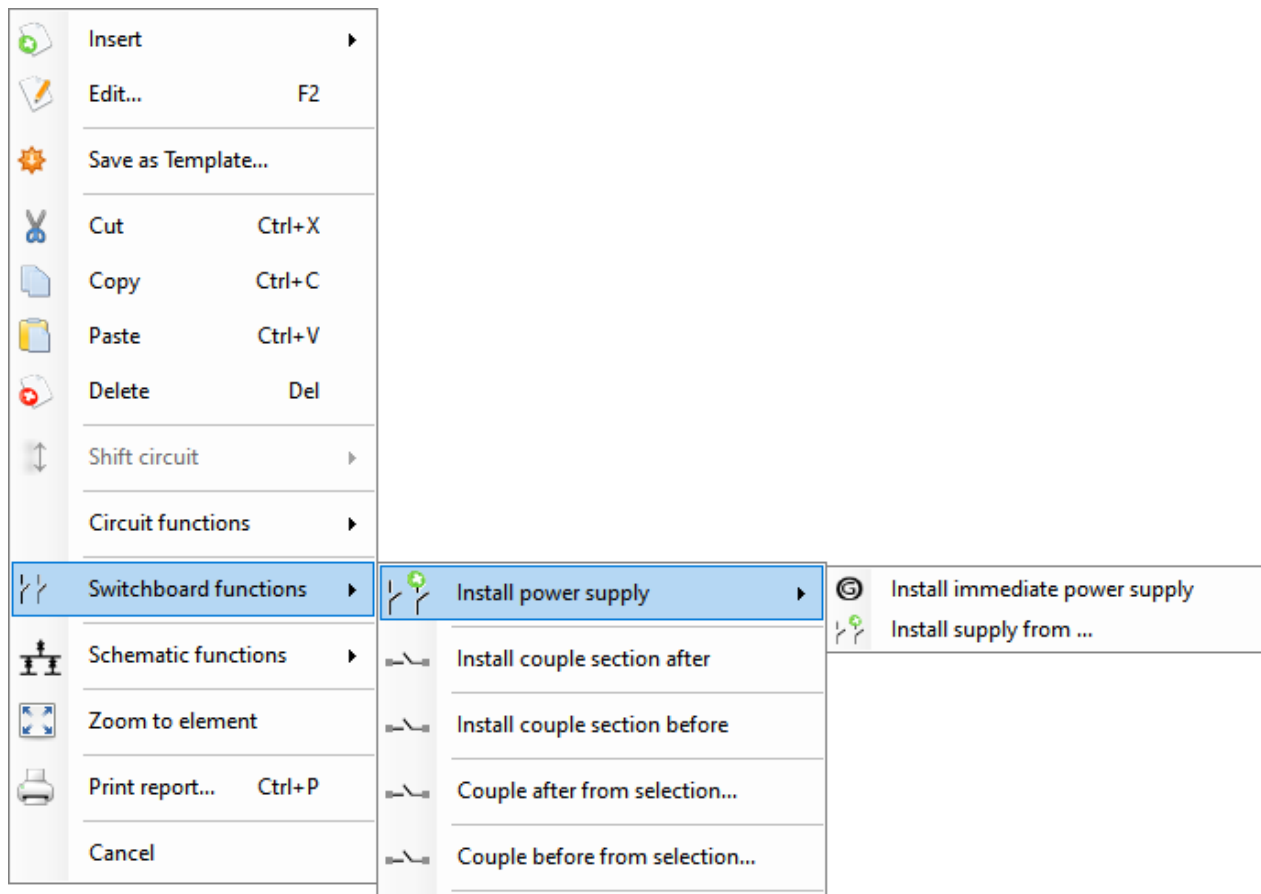 Insert
Edit... F2
Save as Template...
Cut Ctrl+X
Copy Ctrl+C
Paste Ctrl+V
Delete Del
Shift circuit
Circuit functions
Switchboard functions
Schematic functions
Zoom to element
Print report... Ctrl+P
Cancel
Install power supply
Install couple section after
Install couple section before
Couple after from selection...
Couple before from selection...
G Install immediate power supply
Install supply from ...